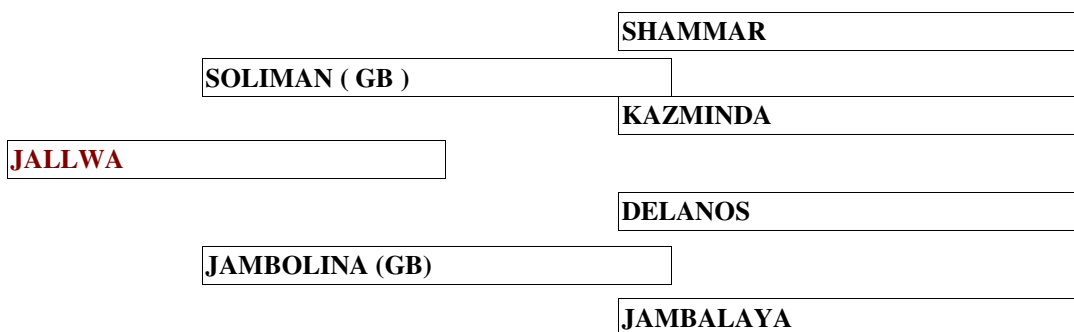 SHAMMAR
SOLIMAN ( GB )
KAZMINDA
JALLWA
DELANOS
JAMBOLINA (GB)
JAMBALAYA